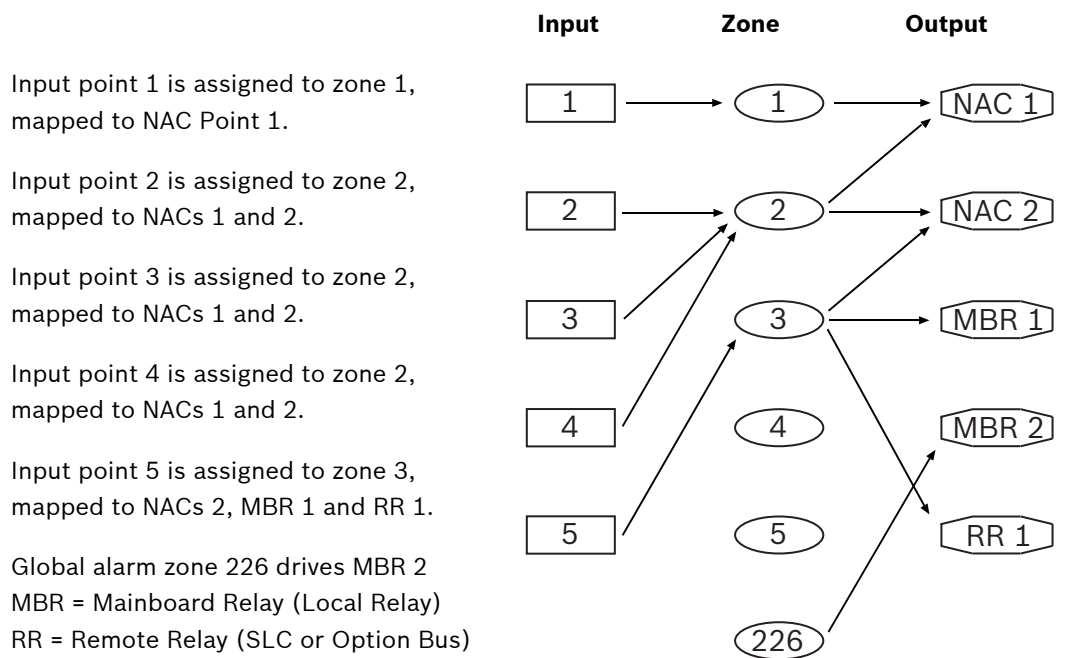 Input Zone Output
Input point 1 is assigned to zone 1,
mapped to NAC Point 1.
1 1 NAC 1
Input point 2 is assigned to zone 2,
mapped to NACs 1 and 2.
2 2 NAC 2
Input point 3 is assigned to zone 2,
mapped to NACs 1 and 2.
3 3 MBR 1
Input point 4 is assigned to zone 2,
mapped to NACs 1 and 2.
4 4 MBR 2
Input point 5 is assigned to zone 3,
mapped to NACs 2, MBR 1 and RR 1.
5 5 RR 1
Global alarm zone 226 drives MBR 2
MBR = Mainboard Relay (Local Relay)
RR = Remote Relay (SLC or Option Bus)
226